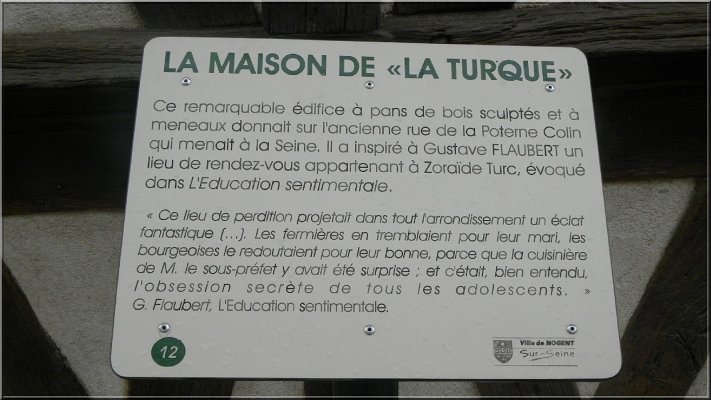 LA MAISON DE «LA TURQUE»
Ce remarquable édifice à pans de bois sculptés et à
meneaux donnait sur l'ancienne rue de la Poterne Colin
qui menait à la Seine. Il a inspiré à Gustave FLAUBERT un
lieu de rendez-vous appartenant à Zoraïde Turc, évoqué
dans L'Education sentimentale.
« Ce lieu de perdition projetait dans tout l'arrondissement un éclat
fantastique (...). Les fermières en tremblaient pour leur mari, les
bourgeoises le redoutaient pour leur bonne, parce que la cuisinière
de M. le sous-préfet y avait été surprise ; et c'était, bien entendu,
l'obsession secrète de tous les adolescents. »
G. Flaubert, L'Education sentimentale.
12
Ville de NOGENT
Sur-Seine